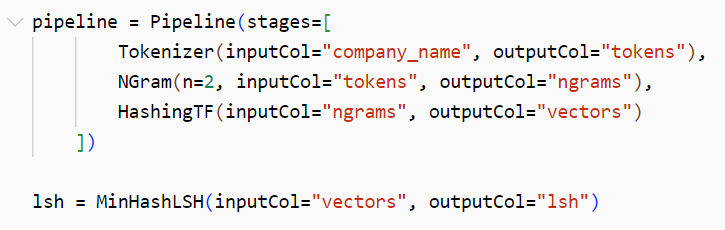 pipeline = Pipeline(stages=[
        Tokenizer(inputCol="company_name", outputCol="tokens"),
        NGram(n=2, inputCol="tokens", outputCol="ngrams"),
        HashingTF(inputCol="ngrams", outputCol="vectors")
    ])
lsh = MinHashLSH(inputCol="vectors", outputCol="lsh")